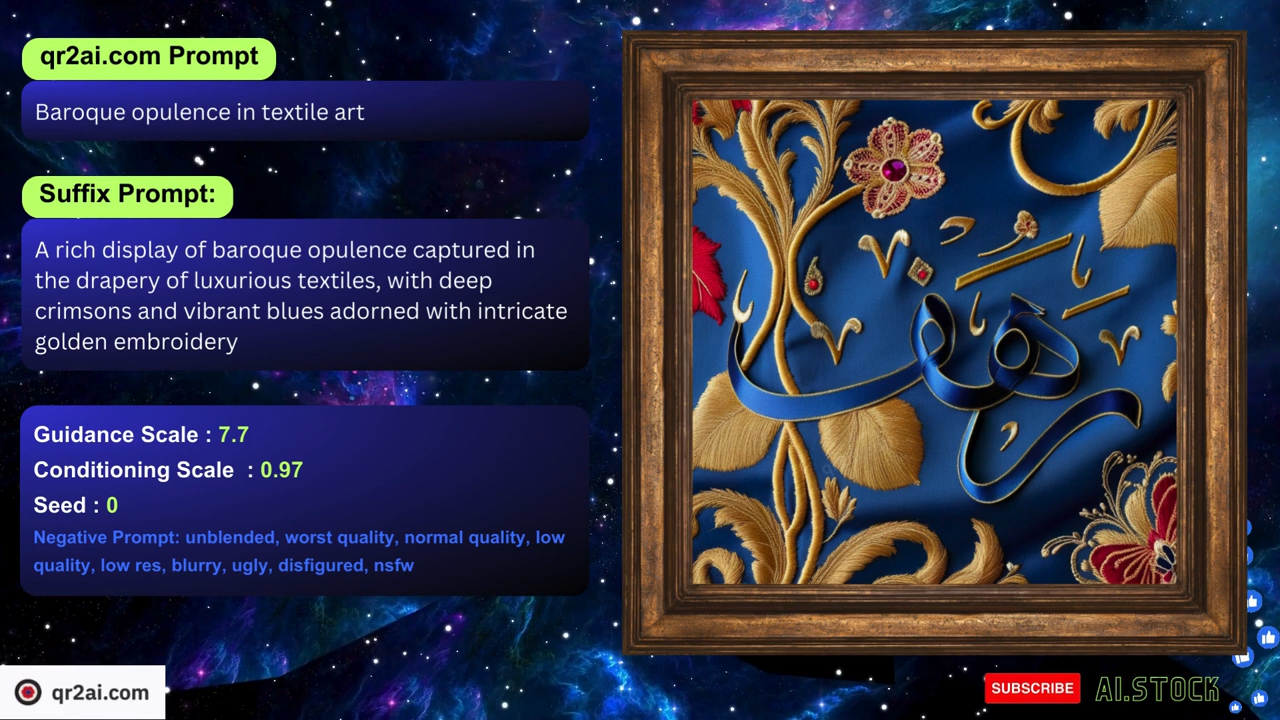 qr2ai.com Prompt
Baroque opulence in textile art
Suffix Prompt:
A rich display of baroque opulence captured in
the drapery of luxurious textiles, with deep
crimsons and vibrant blues adorned with intricate
golden embroidery
Guidance Scale : 7.7
Conditioning Scale : 0.97
Seed : 0
Negative Prompt: unblended, worst quality, normal quality, low
quality, low res, blurry, ugly, disfigured, nsfw
qr2ai.com
SUBSCRIBE
AI.STOCK